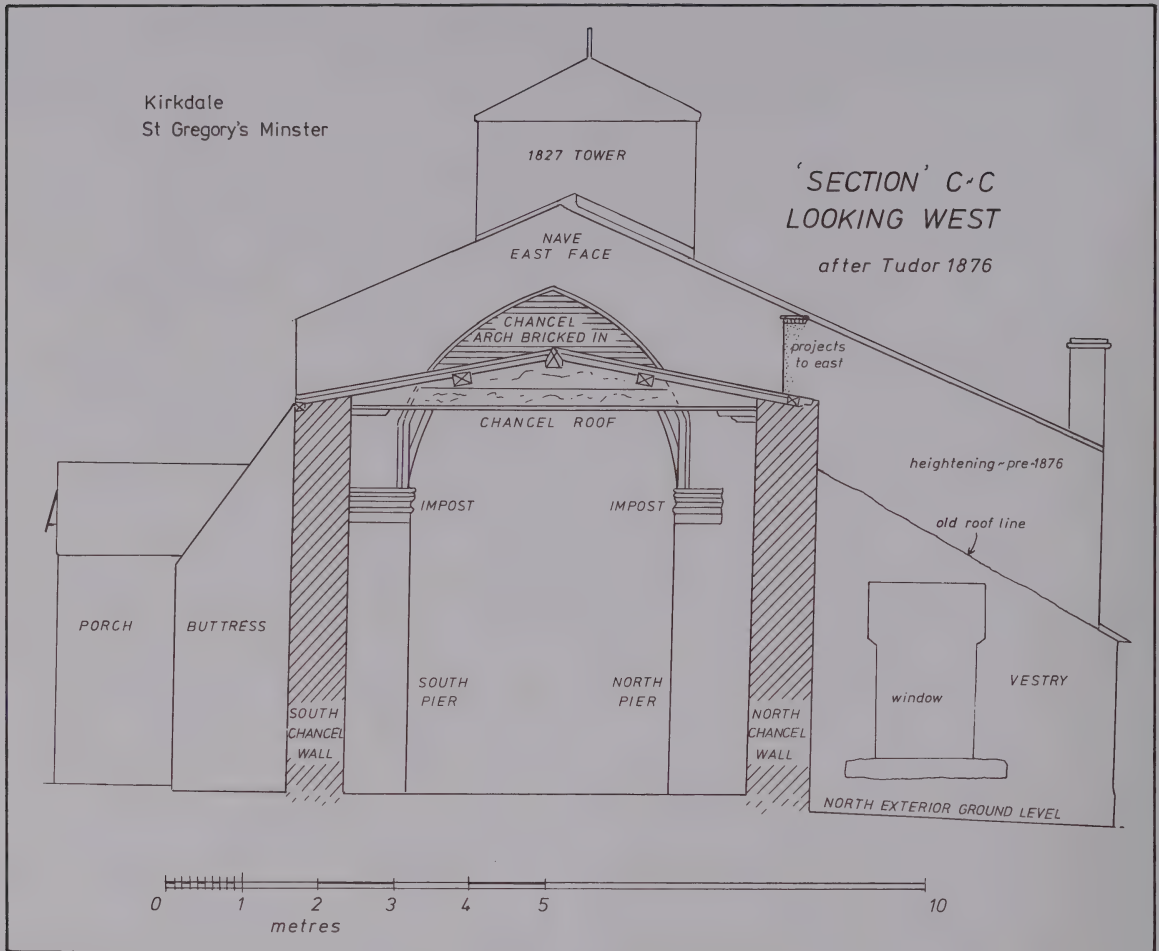 Kirkdale
St Gregory's Minster
1827 TOWER
'SECTION' C~C
LOOKING WEST
after Tudor 1876
NAVE
EAST FACE
CHANCEL
ARCH BRICKED IN
projects
to east
CHANCEL ROOF
heightening~pre-1876
IMPOST
IMPOST
old roof line
PORCH
BUTTRESS
SOUTH
PIER
NORTH
PIER
VESTRY
window
SOUTH
CHANCEL
WALL
NORTH
CHANCEL
WALL
NORTH EXTERIOR GROUND LEVEL
0 1 2 3 4 5 10
metres